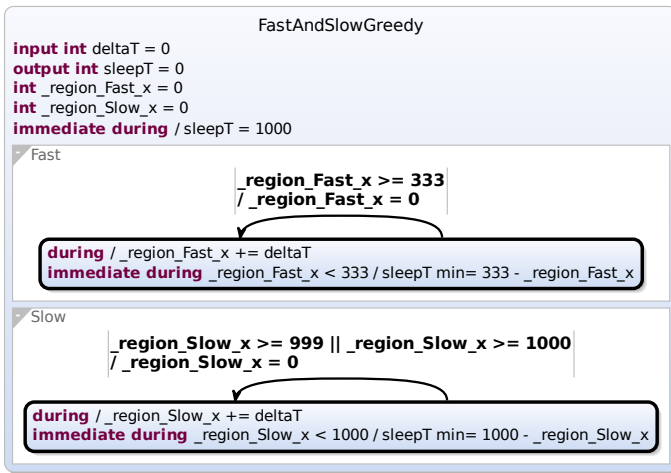 FastAndSlowGreedy
input int deltaT = 0
output int sleepT = 0
int _region_Fast_x = 0
int _region_Slow_x = 0
immediate during / sleepT = 1000
- Fast
_region_Fast_x >= 333
/ _region_Fast_x = 0
during / _region_Fast_x += deltaT
immediate during _region_Fast_x < 333 / sleepT min= 333 - _region_Fast_x
- Slow
_region_Slow_x >= 999 || _region_Slow_x >= 1000
/ _region_Slow_x = 0
during / _region_Slow_x += deltaT
immediate during _region_Slow_x < 1000 / sleepT min= 1000 - _region_Slow_x